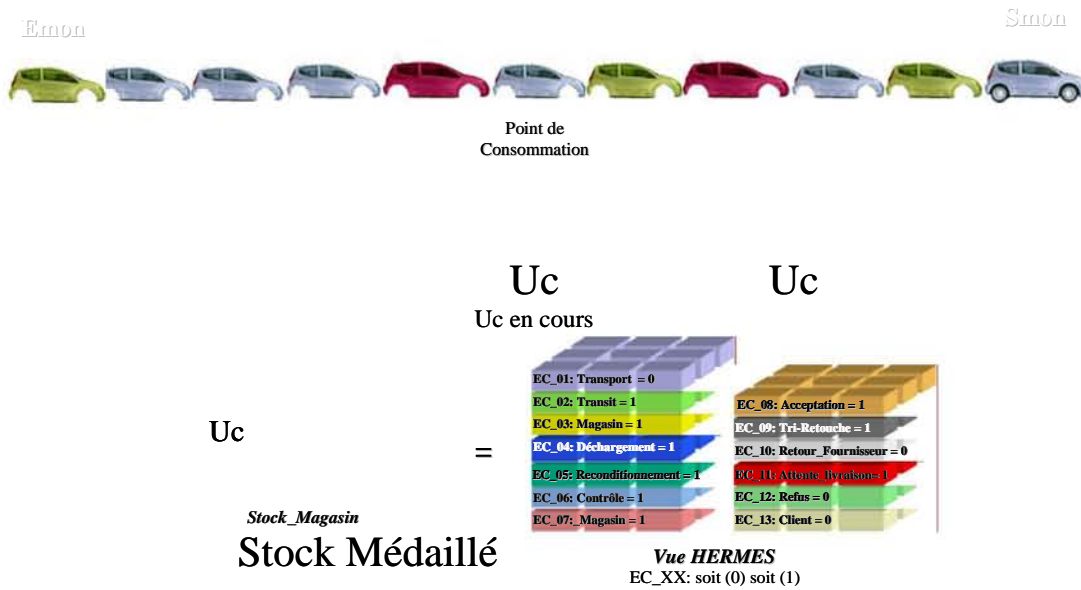 Emon
Smon
Point de
Consommation
Uc
Uc
Uc en cours
EC_01: Transport = 0
EC_02: Transit = 1
EC_03: Magasin = 1
EC_04: Déchargement = 1
EC_05: Reconditionnement = 1
EC_06: Contrôle = 1
EC_07:_Magasin = 1
EC_08: Acceptation = 1
EC_09: Tri-Retouche = 1
EC_10: Retour_Fournisseur = 0
EC_11: Attente_livraison= 1
EC_12: Refus = 0
EC_13: Client = 0
Uc
=
Stock_Magasin
Stock Médaillé
Vue HERMES
EC_XX: soit (0) soit (1)